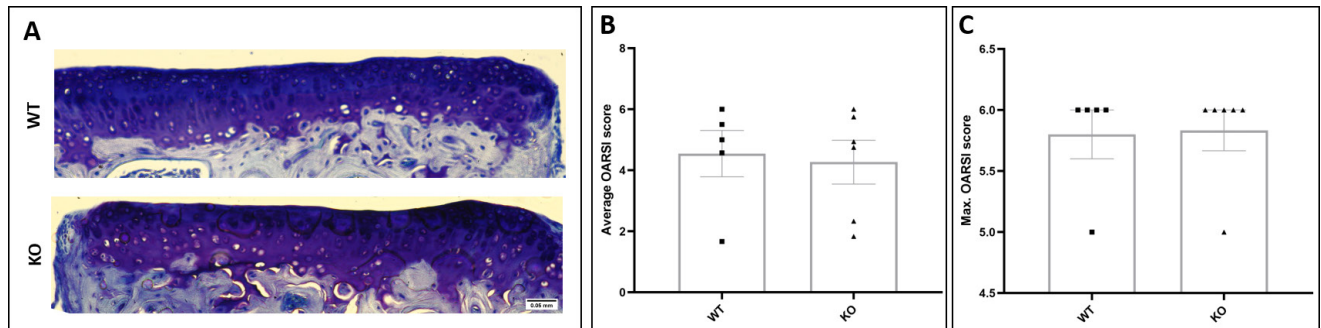 A
WT
KO
0.05 mm
B
Average OARSI score
8
6
4
2
0
WT
KO
C
Max. OARSI score
6.5
6.0
5.5
5.0
4.5
WT
KO